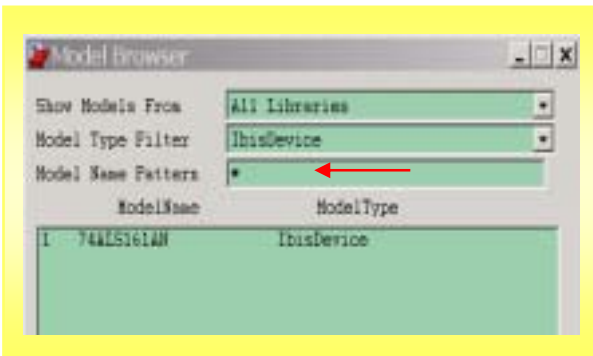 Model Browser
Show Models From All Libraries
Model Type Filter IbisDevice
Model Name Pattern *
ModelName ModelType
1 74ALS161AN IbisDevice